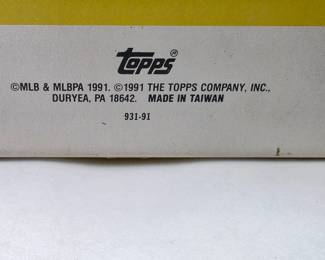 TOPPS®
©MLB & MLBPA 1991. ©1991 THE TOPPS COMPANY, INC.,
DURYEA, PA 18642. MADE IN TAIWAN
931-91